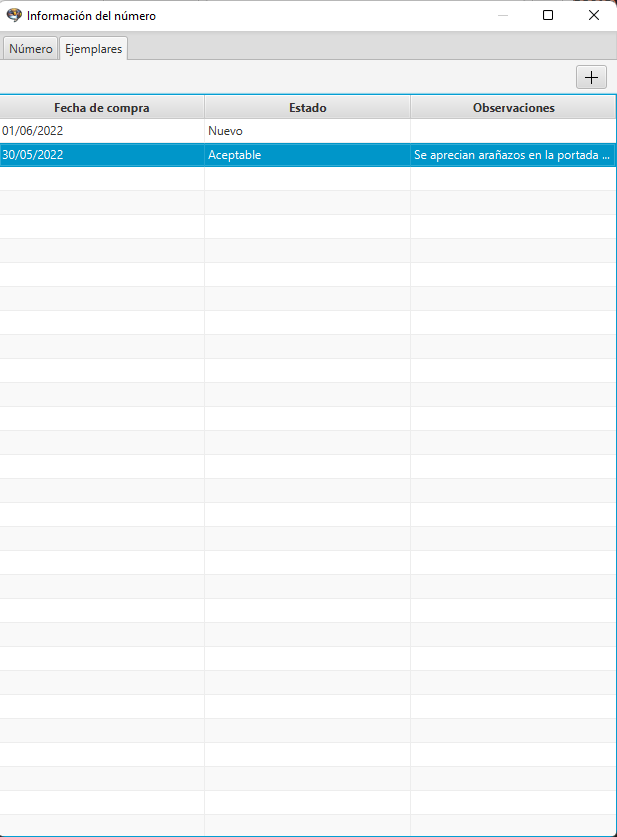 Información del número
Número Ejemplares
Fecha de compra Estado Observaciones
01/06/2022 Nuevo
30/05/2022 Aceptable Se aprecian arañazos en la portada ...